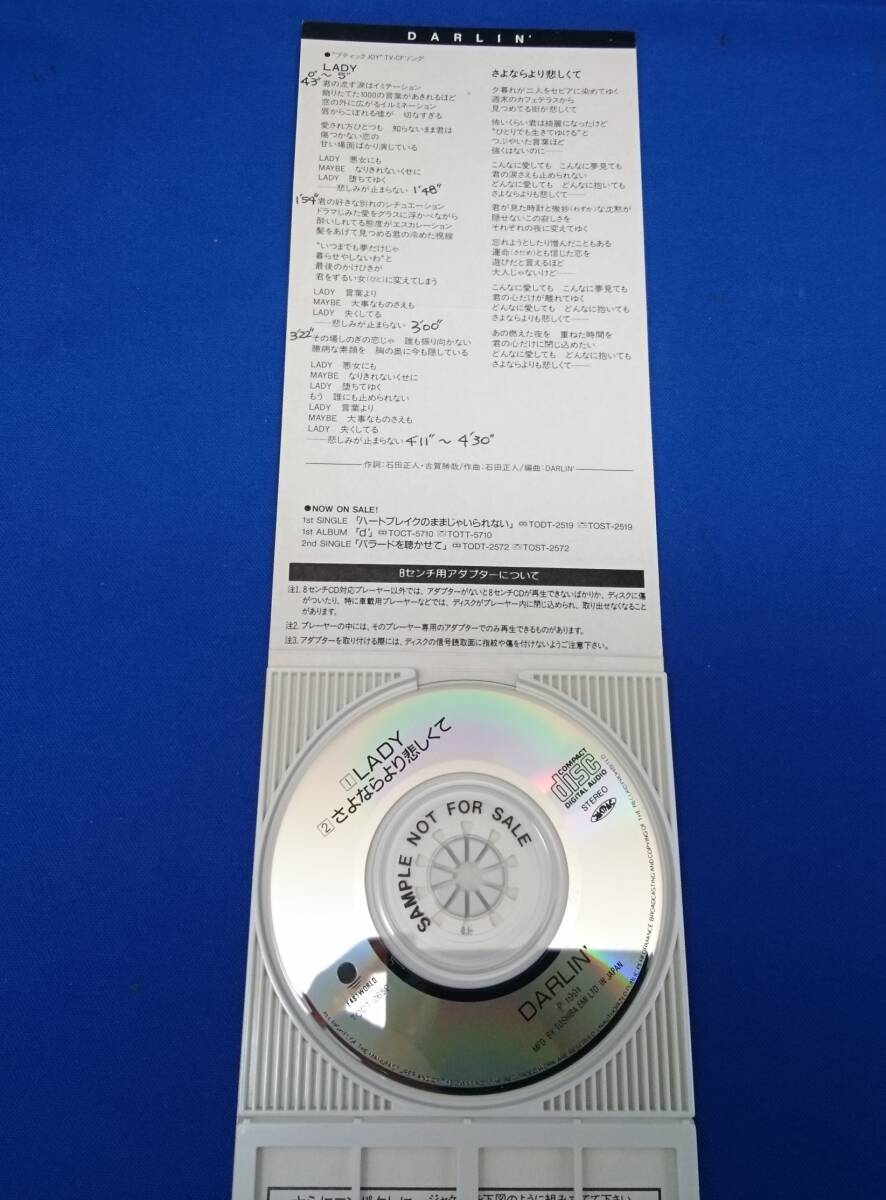 DARLIN'
●"ブティックJOY" TV-CFソング
LADY
0" ～ 5"
43"
君の流す涙はイミテーション
飾りたてた1000の言葉があきれるほど
窓の外に広がるイルミネーション
唇からこぼれる嘘が 切なすぎる
愛され方ひとつも 知らないまま君は
傷つかない恋の
甘い場面ばかり演じている
LADY 悪女にも
MAYBE なりきれないくせに
LADY 堕ちてゆく
――悲しみが止まらない 1'48"
1'54" 君の好きな別れのシチュエーション
ドラマじみた愛をグラスに浮かべながら
酔いしれてる態度がエスカレーション
髪をあげて見つめる君の冷めた視線
"いつまでも夢だけじゃ
暮らせやしないわ"と
最後のかけひきが
君をずるい女(ひと)に変えてしまう
LADY 言葉より
MAYBE 大事なものさえも
LADY 失くしてる
――悲しみが止まらない 3'00"
3'22" その場しのぎの恋じゃ 誰も振り向かない
臆病な素顔を 胸の奥に今も隠している
LADY 悪女にも
MAYBE なりきれないくせに
LADY 堕ちてゆく
もう 誰にも止められない
LADY 言葉より
MAYBE 大事なものさえも
LADY 失くしてる
――悲しみが止まらない 4'11" ～ 4'30"
さよならより悲しくて
夕暮れが二人をセピアに染めてゆく
週末のカフェテラスから
見つめてる街が悲しくて
怖いくらい君は綺麗になったけど
"ひとりでも生きてゆける"と
つぶやいた言葉ほど
強くはないのに――
こんなに愛しても こんなに夢見ても
君の涙さえも止められない
どんなに愛しても どんなに抱いても
さよならよりも悲しくて――
君が見た時計と微妙(わずか)な沈黙が
隠せないこの寂しさを
それぞれの夜に変えてゆく
忘れようとしたり憎んだこともある
運命(さだめ)とも信じた恋を
遊びだと言えるほど
大人じゃないけど――
こんなに愛しても こんなに夢見ても
君の心だけが離れてゆく
どんなに愛しても どんなに抱いても
さよならよりも悲しくて――
あの燃えた夜を 重ねた時間を
君の心だけに閉じ込めたい
どんなに愛しても どんなに抱いても
さよならよりも悲しくて――
作詞:石田正人・古賀勝哉/作曲:石田正人/編曲:DARLIN'
●NOW ON SALE!
1st SINGLE「ハートブレイクのままじゃいられない」 TODT-2519 TOST-2519
1st ALBUM「d'」 TOCT-5710 TOTT-5710
2nd SINGLE「バラードを聴かせて」 TODT-2572 TOST-2572
8センチ用アダプターについて
注1. 8センチCD対応プレーヤー以外では、アダプターがないと8センチCDが再生できないばかりか、ディスクに傷がついたり、特に車載用プレーヤーなどでは、ディスクがプレーヤー内に閉じ込められ、取り出せなくなることがあります。
注2. プレーヤーの中には、そのプレーヤー専用のアダプターでのみ再生できるものがあります。
注3. アダプターを取り付ける際には、ディスクの信号読取面に指紋や傷を付けないようご注意下さい。
1 LADY
2 さよならより悲しくて
COMPACT disc DIGITAL AUDIO
STEREO
SAMPLE NOT FOR SALE
EASTWORLD
TODT-2659
DARLIN'
℗1991
MFD. BY TOSHIBA EMI LTD. IN JAPAN